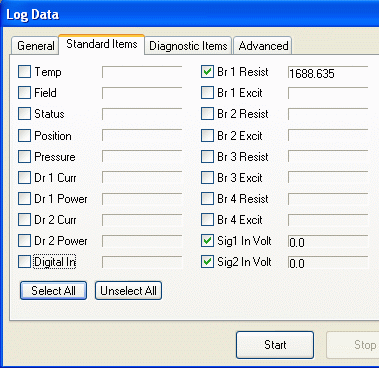 Log Data
General Standard Items Diagnostic Items Advanced
Temp Br 1 Resist 1688.635
Field Br 1 Excit
Status Br 2 Resist
Position Br 2 Excit
Pressure Br 3 Resist
Dr 1 Curr Br 3 Excit
Dr 1 Power Br 4 Resist
Dr 2 Curr Br 4 Excit
Dr 2 Power Sig1 In Volt 0.0
Digital In Sig2 In Volt 0.0
Select All Unselect All
Start Stop